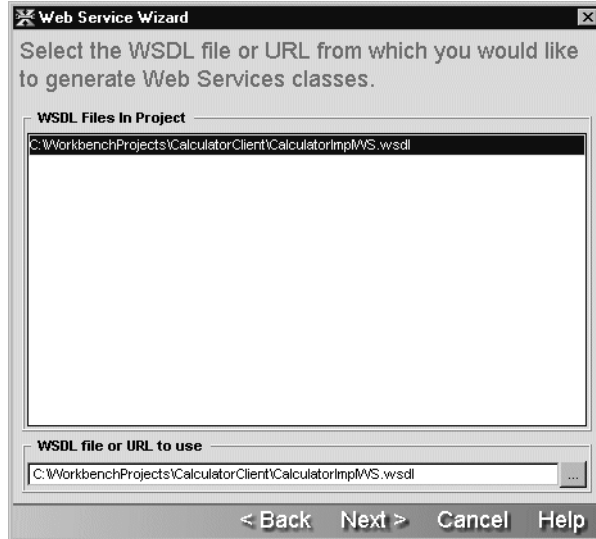 Web Service Wizard
Select the WSDL file or URL from which you would like
to generate Web Services classes.
WSDL Files In Project
C:\WorkbenchProjects\CalculatorClient\CalculatorImplWS.wsdl
WSDL file or URL to use
C:\WorkbenchProjects\CalculatorClient\CalculatorImplWS.wsdl ...
< Back Next > Cancel Help